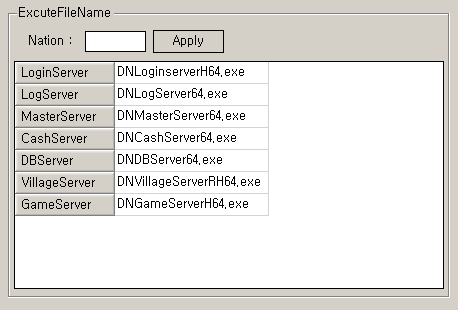 ExcuteFileName
Nation : Apply
LoginServer DNLoginserverH64.exe
LogServer DNLogServer64.exe
MasterServer DNMasterServer64.exe
CashServer DNCashServer64.exe
DBServer DNDBServer64.exe
VillageServer DNVillageServerRH64.exe
GameServer DNGameServerH64.exe